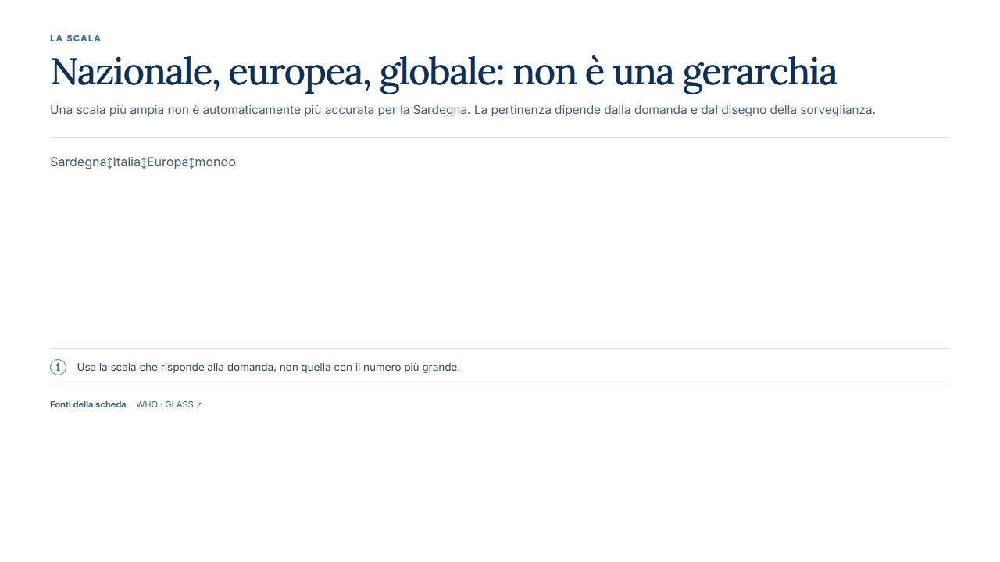 LA SCALA
Nazionale, europea, globale: non è una gerarchia
Una scala più ampia non è automaticamente più accurata per la Sardegna. La pertinenza dipende dalla domanda e dal disegno della sorveglianza.
Sardegna↕Italia↕Europa↕mondo
i Usa la scala che risponde alla domanda, non quella con il numero più grande.
Fonti della scheda WHO · GLASS ↗